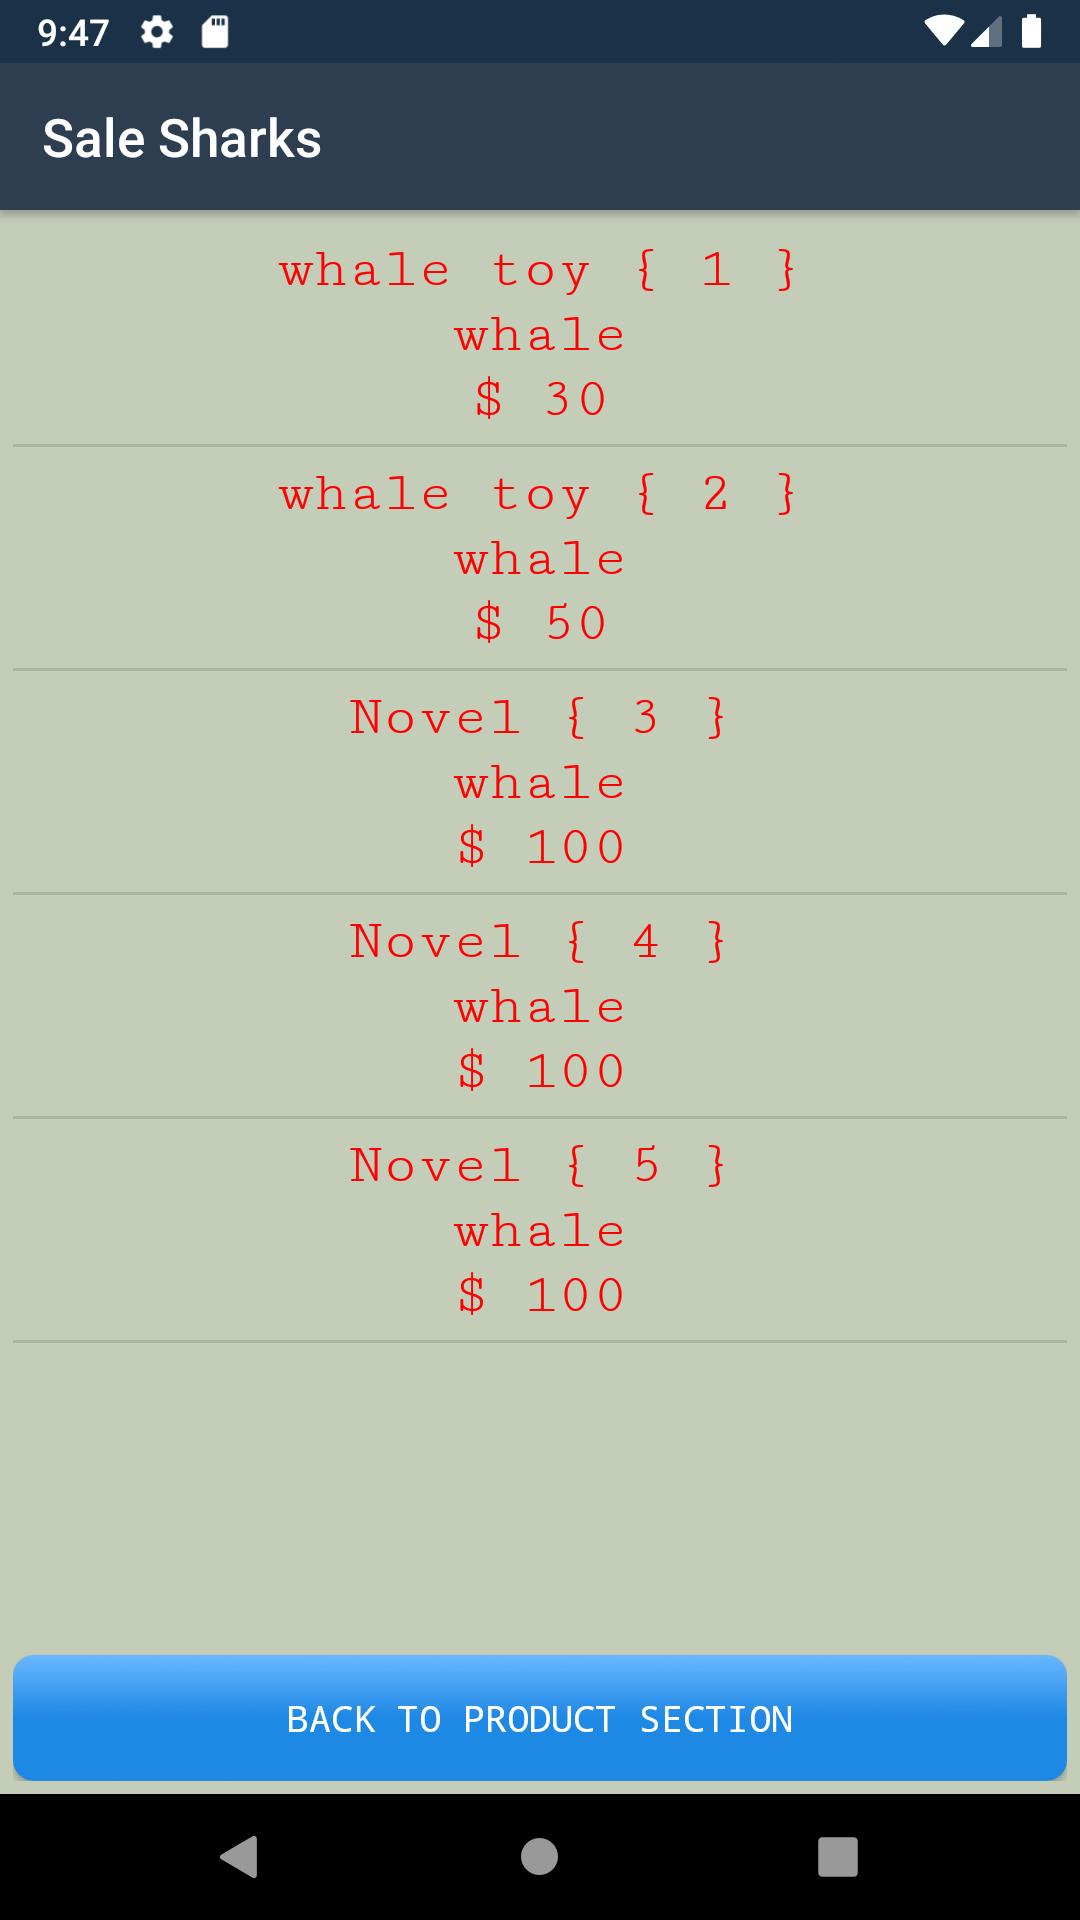 9:47
Sale Sharks
whale toy { 1 }
whale
$ 30
whale toy { 2 }
whale
$ 50
Novel { 3 }
whale
$ 100
Novel { 4 }
whale
$ 100
Novel { 5 }
whale
$ 100
BACK TO PRODUCT SECTION